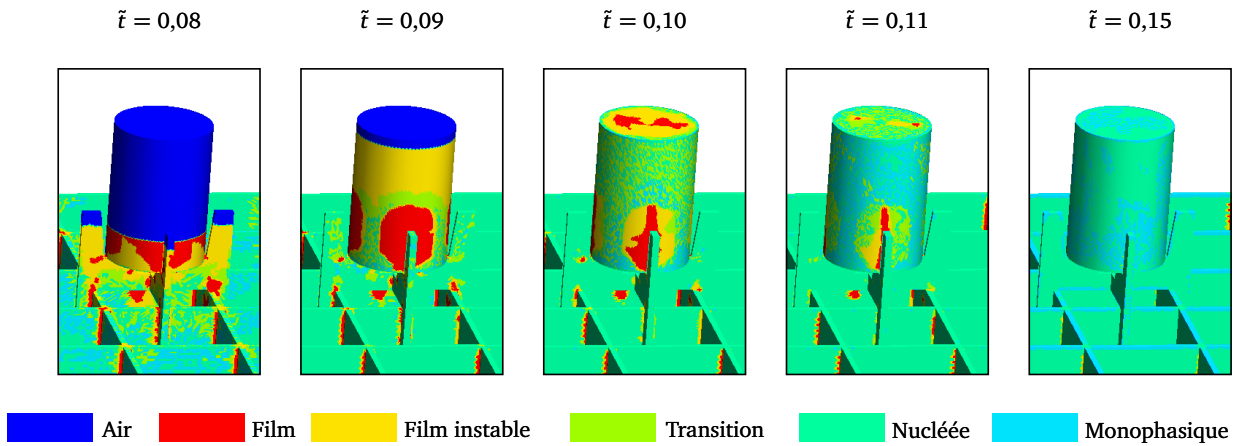 t̃ = 0,08 t̃ = 0,09 t̃ = 0,10 t̃ = 0,11 t̃ = 0,15
Air Film Film instable Transition Nucléée Monophasique